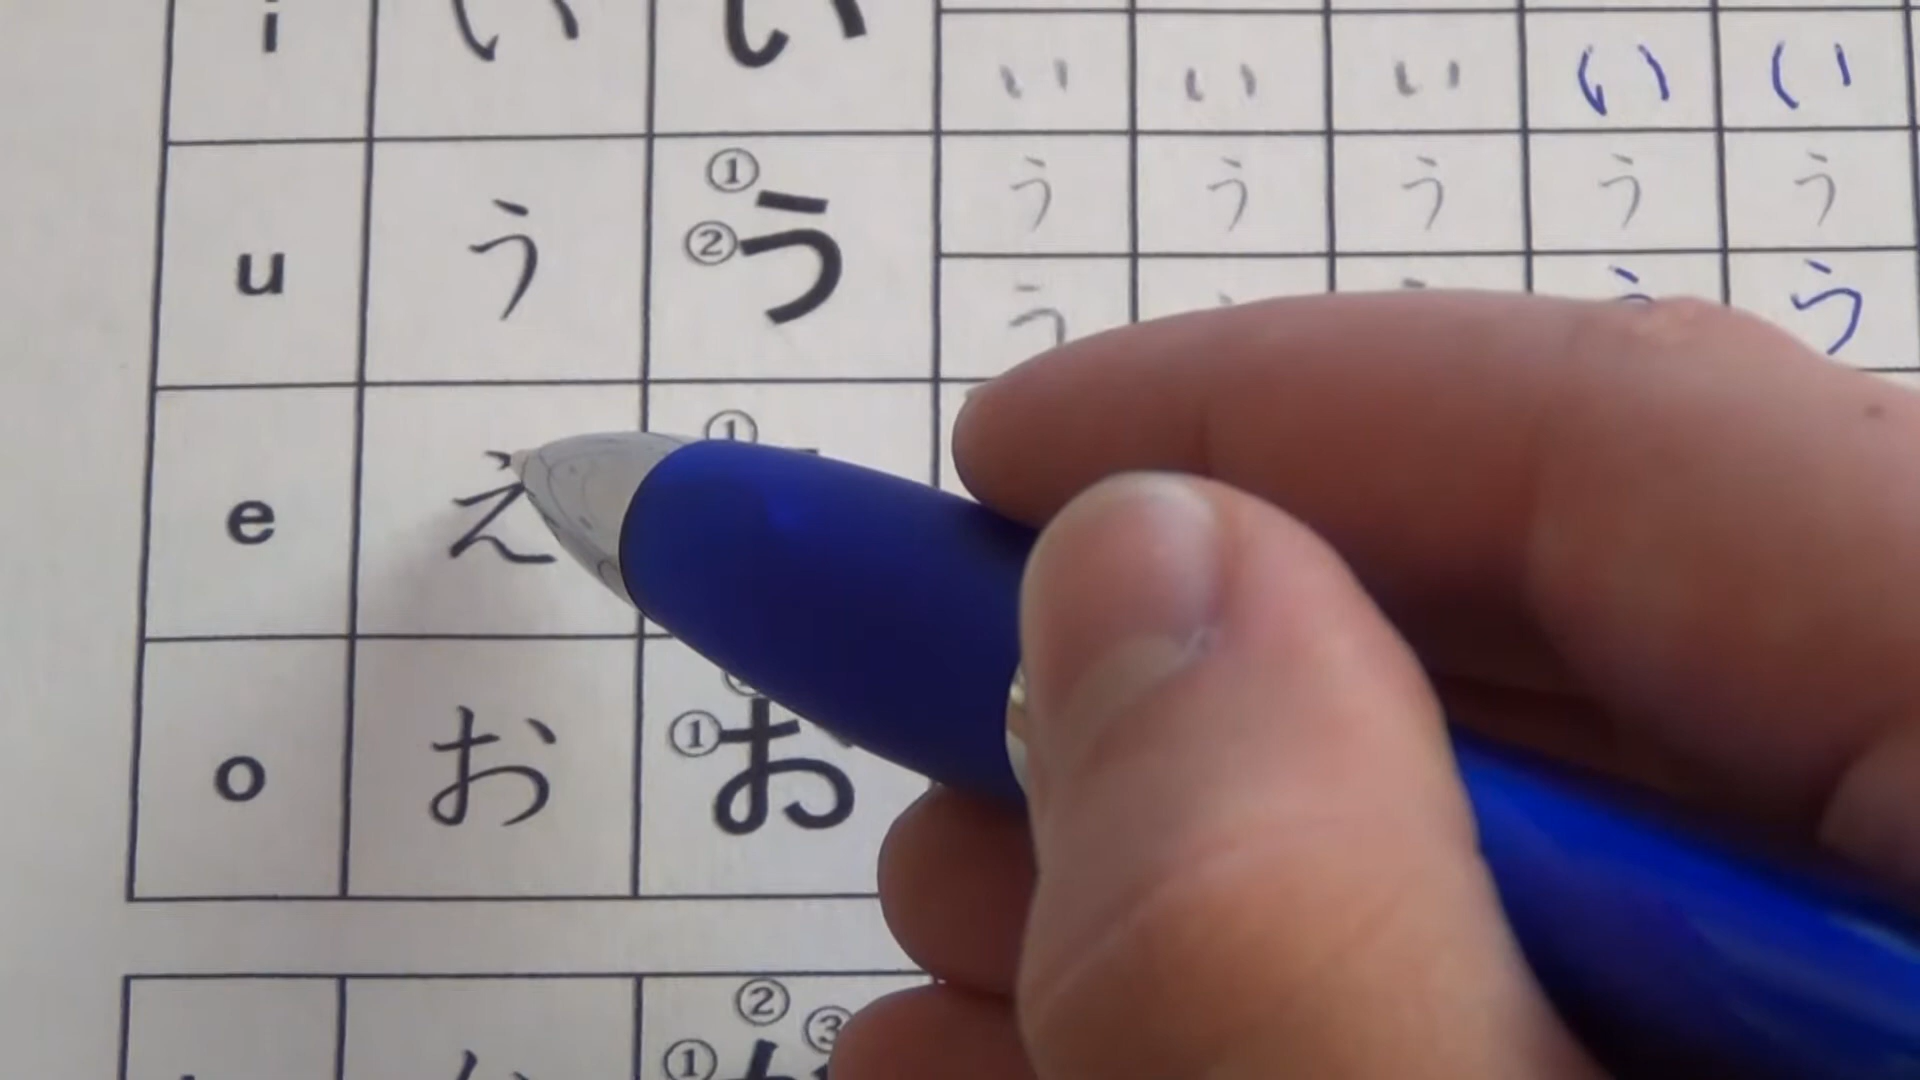 i い い い い い い い
u う ① ② う う う う う う
う う う
e え ①
o お ① お
① ② ③